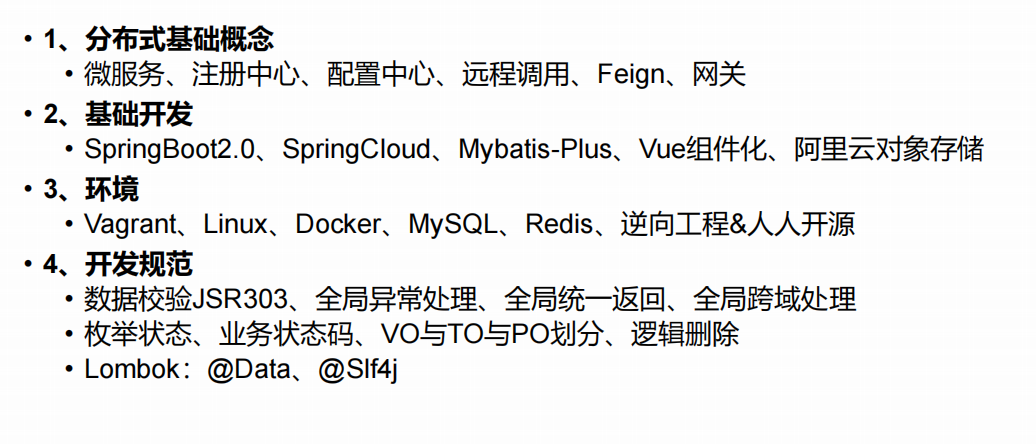 • 1、分布式基础概念
• 微服务、注册中心、配置中心、远程调用、Feign、网关
• 2、基础开发
• SpringBoot2.0、SpringCloud、Mybatis-Plus、Vue组件化、阿里云对象存储
• 3、环境
• Vagrant、Linux、Docker、MySQL、Redis、逆向工程&人人开源
• 4、开发规范
• 数据校验JSR303、全局异常处理、全局统一返回、全局跨域处理
• 枚举状态、业务状态码、VO与TO与PO划分、逻辑删除
• Lombok：@Data、@Slf4j